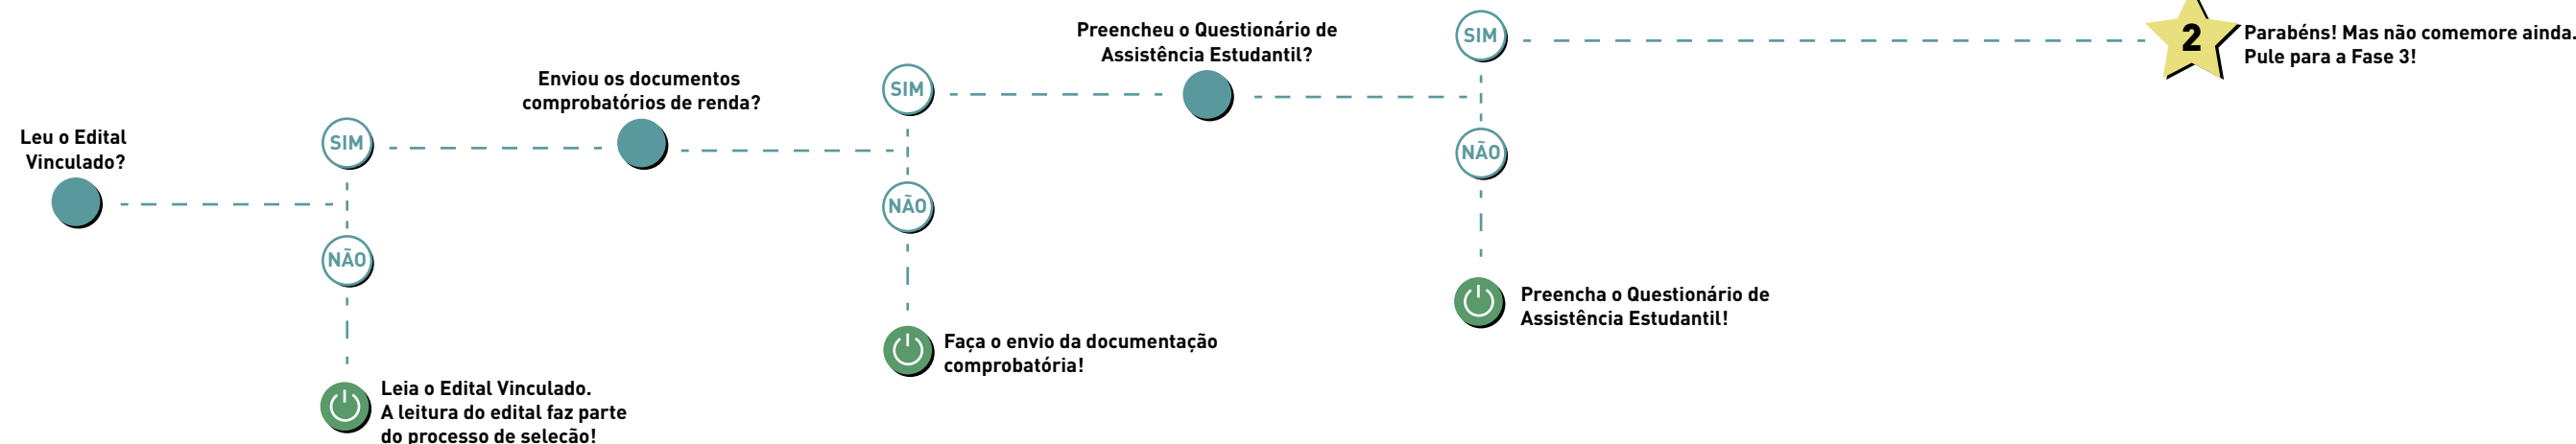 Leu o Edital
Vinculado?
SIM
NÃO
Leia o Edital Vinculado.
A leitura do edital faz parte
do processo de seleção!
Enviou os documentos
comprobatórios de renda?
SIM
NÃO
Faça o envio da documentação
comprobatória!
Preencheu o Questionário de
Assistência Estudantil?
SIM
NÃO
Preencha o Questionário de
Assistência Estudantil!
2
Parabéns! Mas não comemore ainda.
Pule para a Fase 3!